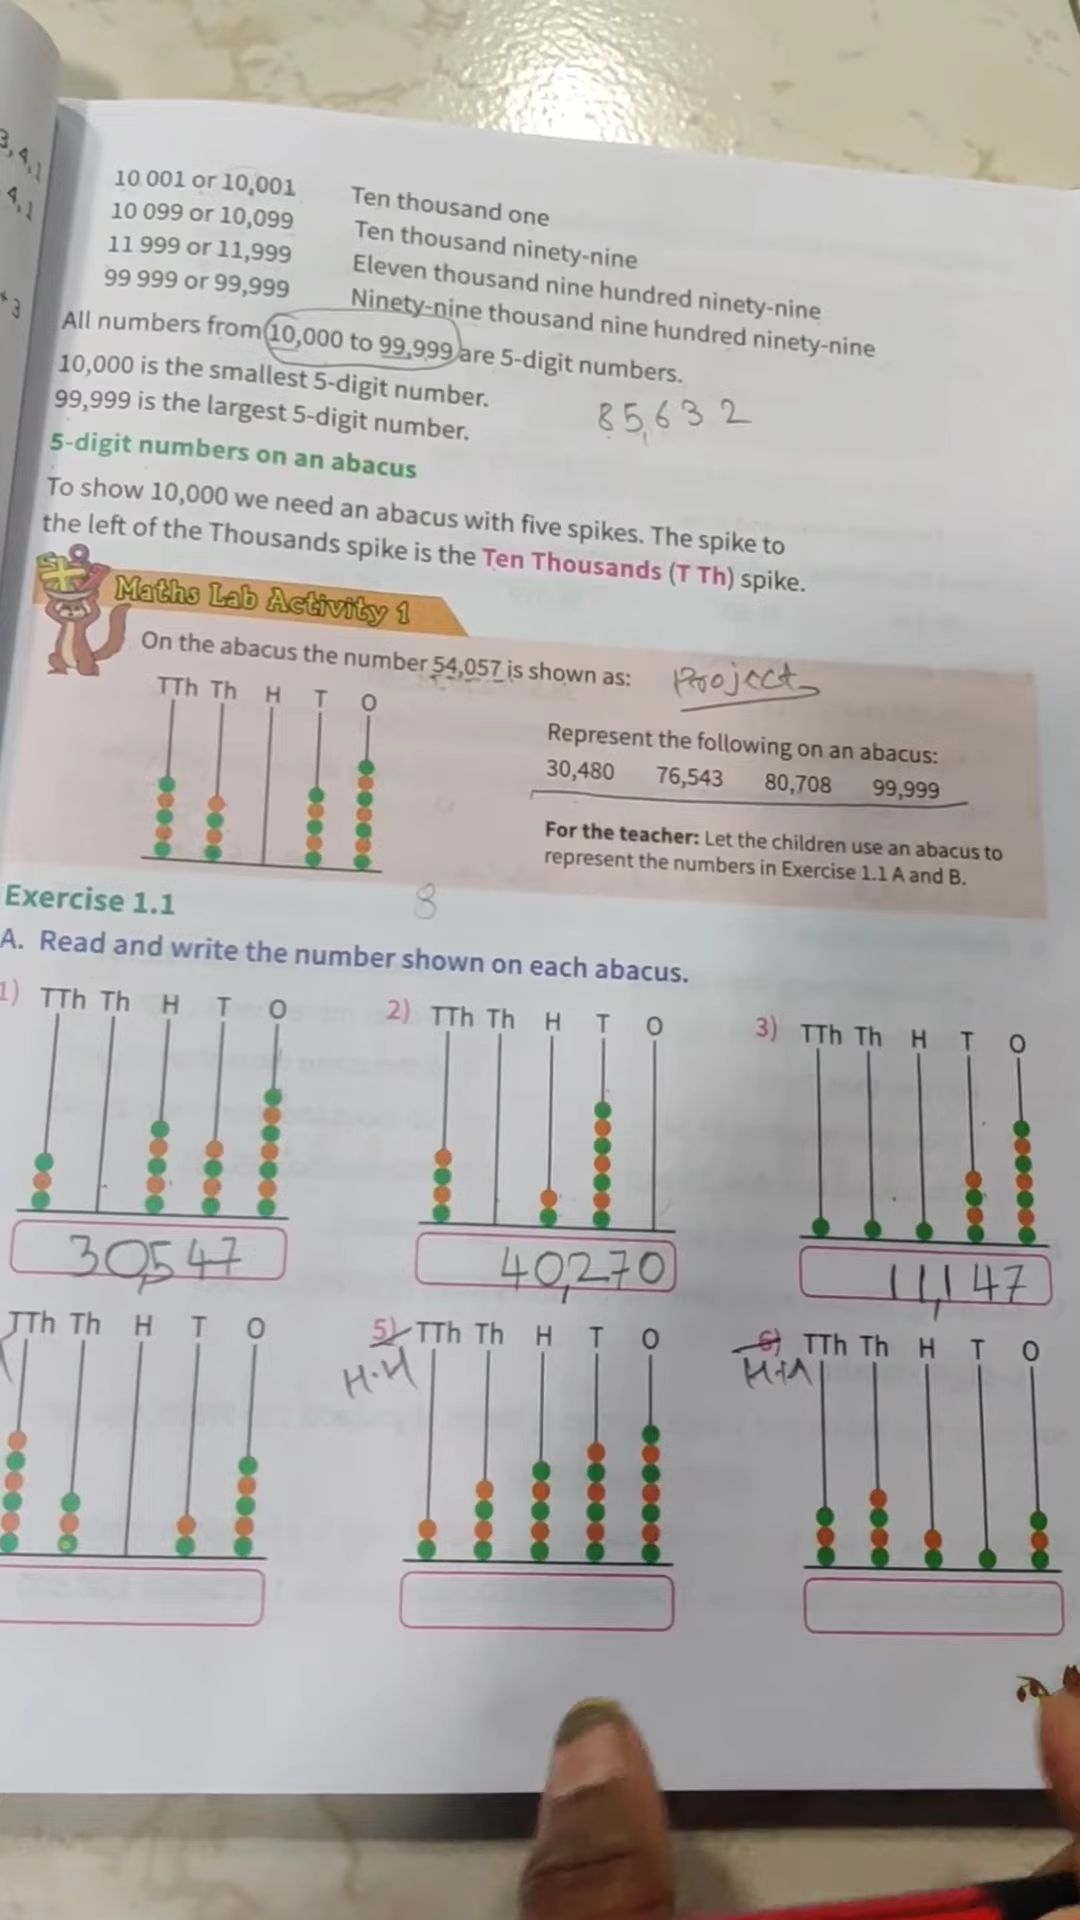 3,4,1
4,1
3
10 001 or 10,001 Ten thousand one
10 099 or 10,099 Ten thousand ninety-nine
11 999 or 11,999 Eleven thousand nine hundred ninety-nine
99 999 or 99,999 Ninety-nine thousand nine hundred ninety-nine
All numbers from 10,000 to 99,999 are 5-digit numbers.
10,000 is the smallest 5-digit number.
99,999 is the largest 5-digit number.
85,632
5-digit numbers on an abacus
To show 10,000 we need an abacus with five spikes. The spike to
the left of the Thousands spike is the Ten Thousands (T Th) spike.
Maths Lab Activity 1
On the abacus the number 54,057 is shown as:
Project
TTh Th H T O
Represent the following on an abacus:
30,480 76,543 80,708 99,999
For the teacher: Let the children use an abacus to
represent the numbers in Exercise 1.1 A and B.
8
Exercise 1.1
A. Read and write the number shown on each abacus.
1) TTh Th H T O
2) TTh Th H T O
3) TTh Th H T O
30,547
40,270
11,147
TTh Th H T O
5) TTh Th H T O
6) TTh Th H T O
H.H